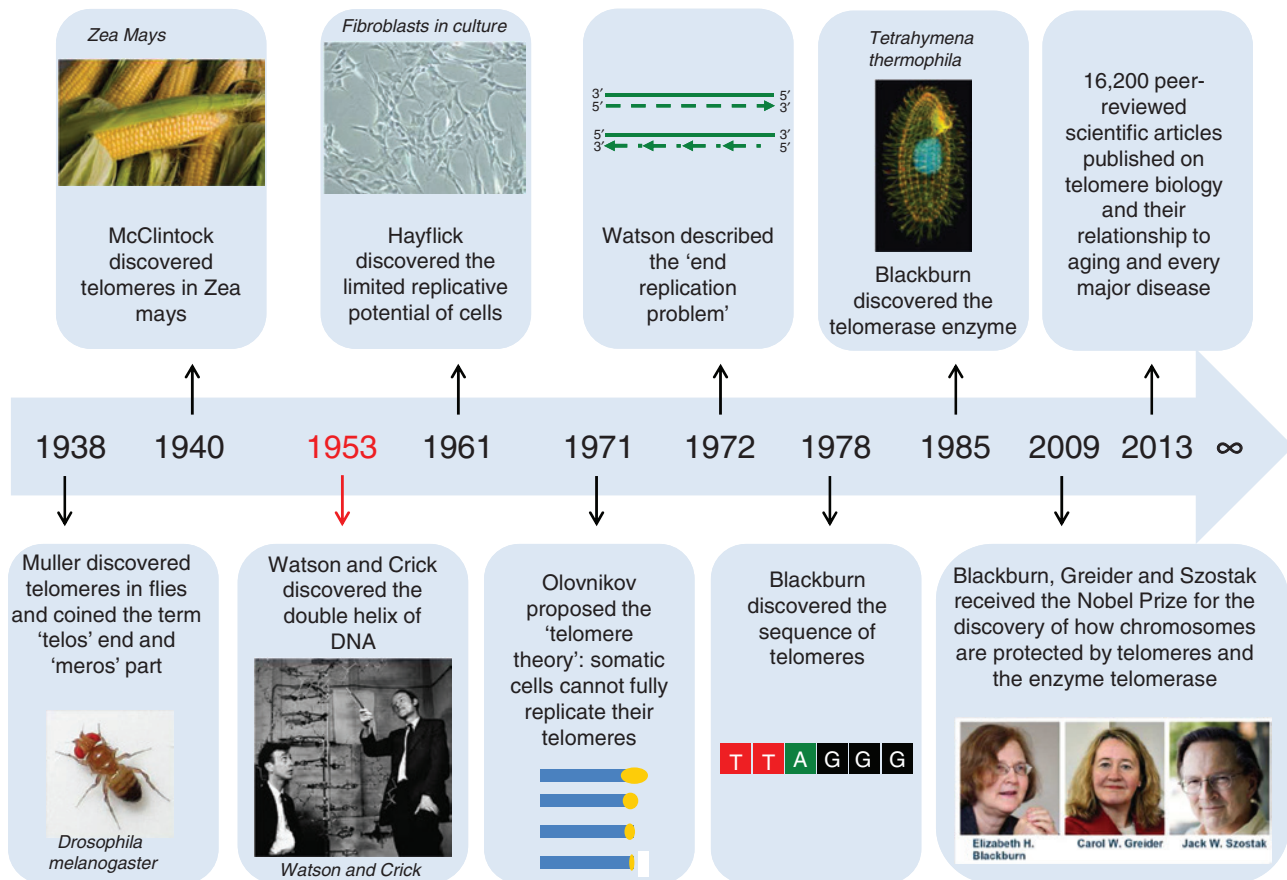 Zea Mays
McClintock
discovered
telomeres in Zea
mays
Fibroblasts in culture
Hayflick
discovered the
limited replicative
potential of cells
3′ 5′
5′ 3′
5′ 3′
3′ 5′
Watson described
the ‘end
replication
problem’
Tetrahymena
thermophila
Blackburn
discovered the
telomerase enzyme
16,200 peer-
reviewed
scientific articles
published on
telomere biology
and their
relationship to
aging and every
major disease
1938 1940 1953 1961 1971 1972 1978 1985 2009 2013 ∞
Muller discovered
telomeres in flies
and coined the term
‘telos’ end and
‘meros’ part
Drosophila
melanogaster
Watson and Crick
discovered the
double helix of
DNA
Watson and Crick
Olovnikov
proposed the
‘telomere
theory’: somatic
cells cannot fully
replicate their
telomeres
Blackburn
discovered the
sequence of
telomeres
T T A G G G
Blackburn, Greider and Szostak
received the Nobel Prize for the
discovery of how chromosomes
are protected by telomeres and
the enzyme telomerase
Elizabeth H.
Blackburn
Carol W. Greider
Jack W. Szostak